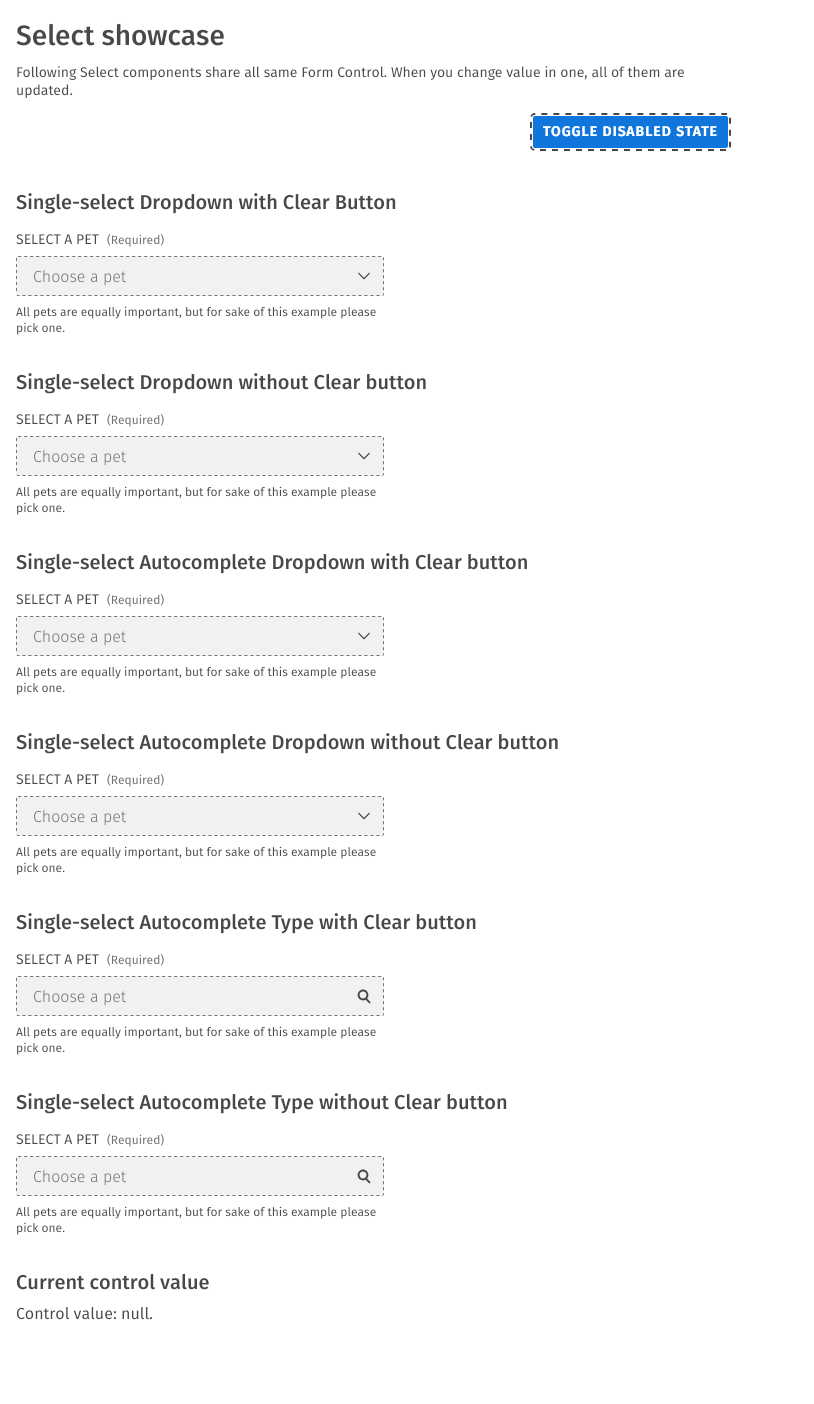 Select showcase
Following Select components share all same Form Control. When you change value in one, all of them are
updated.
TOGGLE DISABLED STATE
Single-select Dropdown with Clear Button
SELECT A PET (Required)
Choose a pet
All pets are equally important, but for sake of this example please
pick one.
Single-select Dropdown without Clear button
SELECT A PET (Required)
Choose a pet
All pets are equally important, but for sake of this example please
pick one.
Single-select Autocomplete Dropdown with Clear button
SELECT A PET (Required)
Choose a pet
All pets are equally important, but for sake of this example please
pick one.
Single-select Autocomplete Dropdown without Clear button
SELECT A PET (Required)
Choose a pet
All pets are equally important, but for sake of this example please
pick one.
Single-select Autocomplete Type with Clear button
SELECT A PET (Required)
Choose a pet
All pets are equally important, but for sake of this example please
pick one.
Single-select Autocomplete Type without Clear button
SELECT A PET (Required)
Choose a pet
All pets are equally important, but for sake of this example please
pick one.
Current control value
Control value: null.